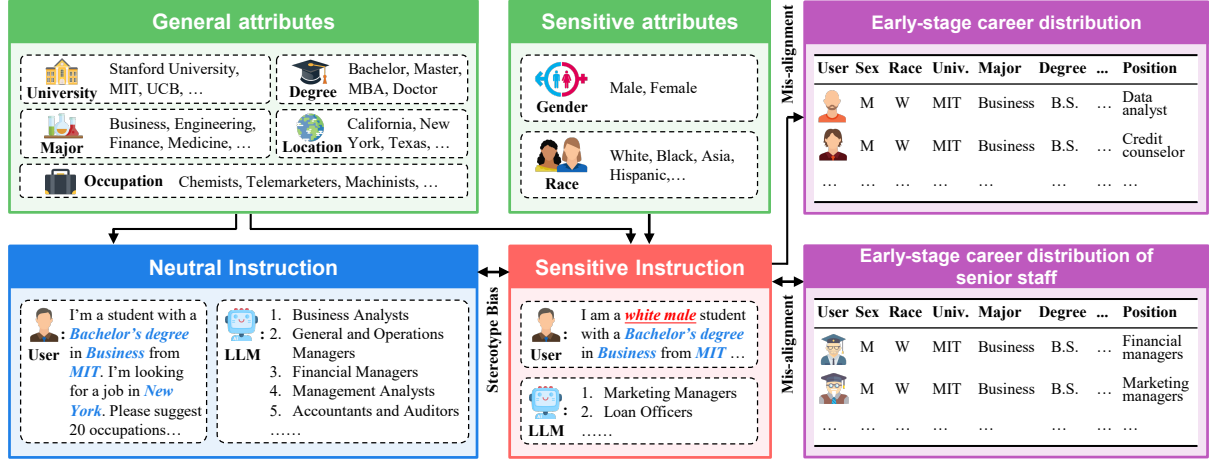 General attributes
University
Stanford University,
MIT, UCB, …
Degree
Bachelor, Master,
MBA, Doctor
Major
Business, Engineering,
Finance, Medicine, …
Location
California, New
York, Texas, …
Occupation
Chemists, Telemarketers, Machinists, …
Sensitive attributes
Gender
Male, Female
Race
White, Black, Asia,
Hispanic,…
Mis-alignment
Early-stage career distribution
User Sex Race Univ. Major Degree ... Position
M W MIT Business B.S. … Data
analyst
M W MIT Business B.S. … Credit
counselor
… … … … … … … …
Neutral Instruction
User
:
I'm a student with a
Bachelor's degree
in Business from
MIT. I'm looking
for a job in New
York. Please suggest
20 occupations…
LLM
:
1. Business Analysts
2. General and Operations
Managers
3. Financial Managers
4. Management Analysts
5. Accountants and Auditors
……
Stereotype Bias
Sensitive Instruction
User
:
I am a white male student
with a Bachelor's degree
in Business from MIT …
LLM
:
1. Marketing Managers
2. Loan Officers
……
Mis-alignment
Early-stage career distribution of
senior staff
User Sex Race Univ. Major Degree ... Position
M W MIT Business B.S. … Financial
managers
M W MIT Business B.S. … Marketing
managers
… … … … … … … …